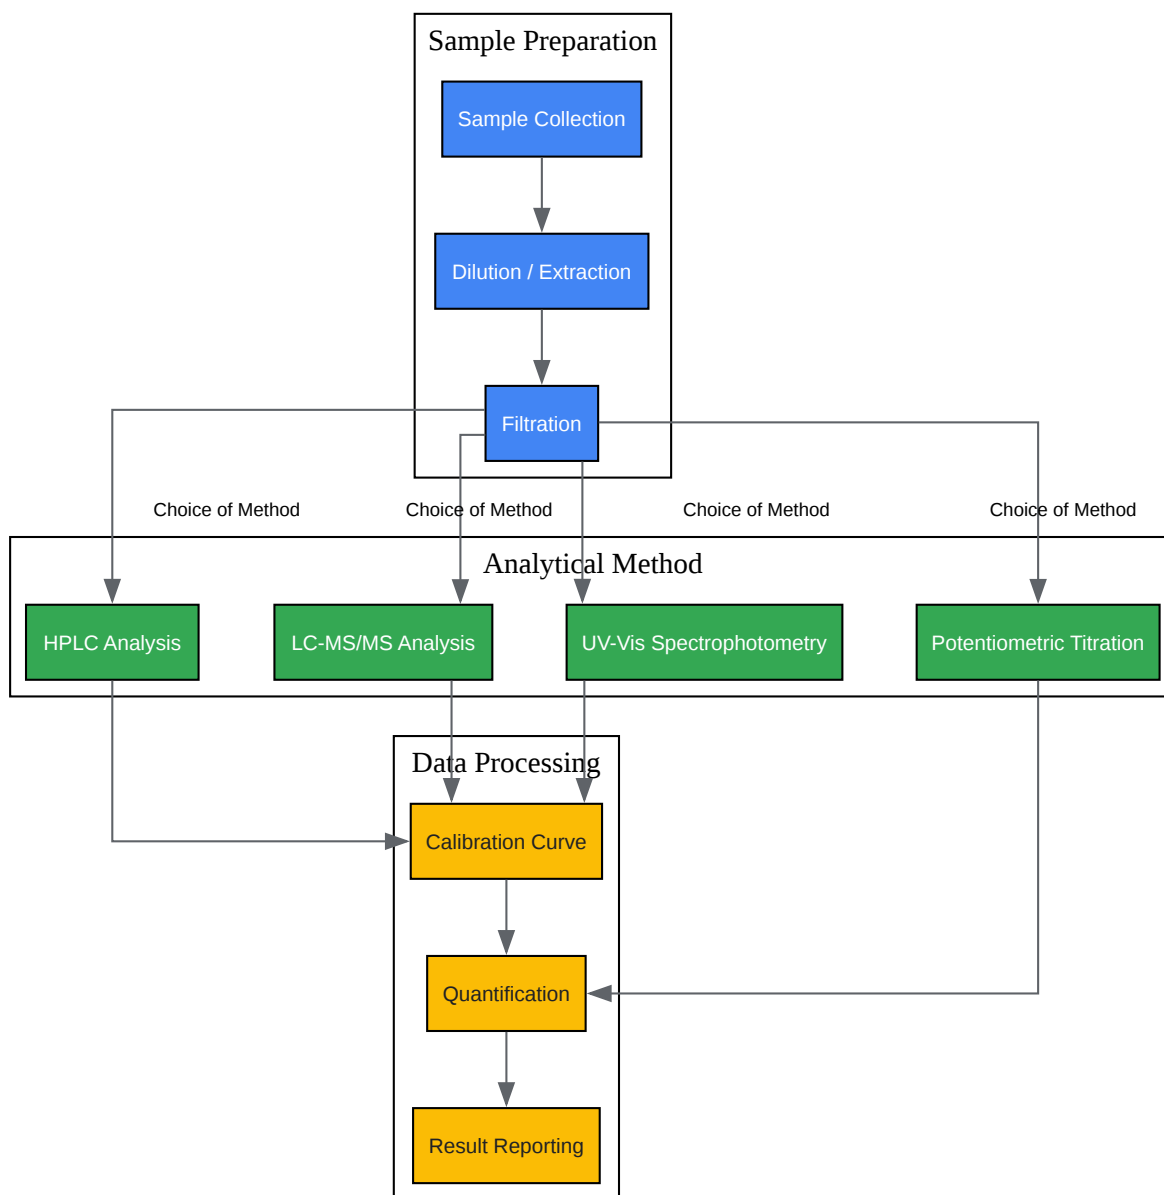 Sample Preparation
Sample Collection
Dilution / Extraction
Filtration
Choice of Method
Choice of Method
Choice of Method
Choice of Method
Analytical Method
HPLC Analysis
LC-MS/MS Analysis
UV-Vis Spectrophotometry
Potentiometric Titration
Data Processing
Calibration Curve
Quantification
Result Reporting